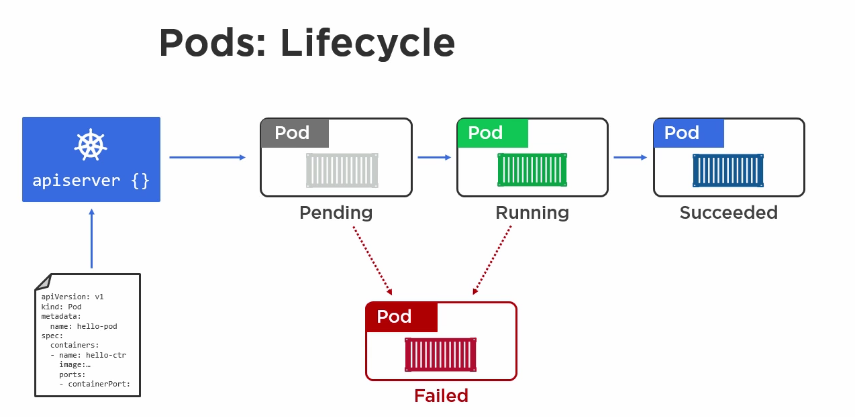 Pods: Lifecycle
apiserver {}
Pod
Pending
Pod
Running
Pod
Succeeded
apiVersion: v1
kind: Pod
metadata:
  name: hello-pod
spec:
  containers:
  - name: hello-ctr
    image:…
    ports:
    - containerPort:
Pod
Failed